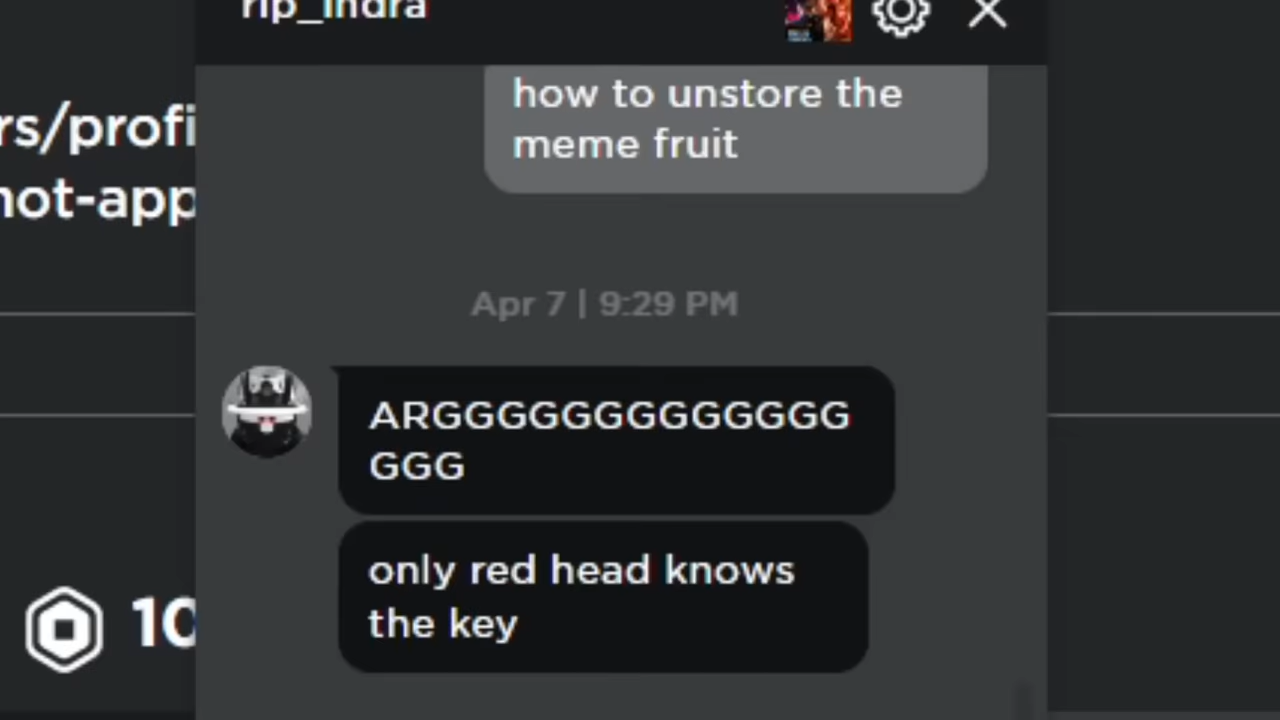 rip_indra
how to unstore the
meme fruit
rs/profi
not-app
Apr 7 | 9:29 PM
ARGGGGGGGGGGGGG
GGG
only red head knows
the key
10